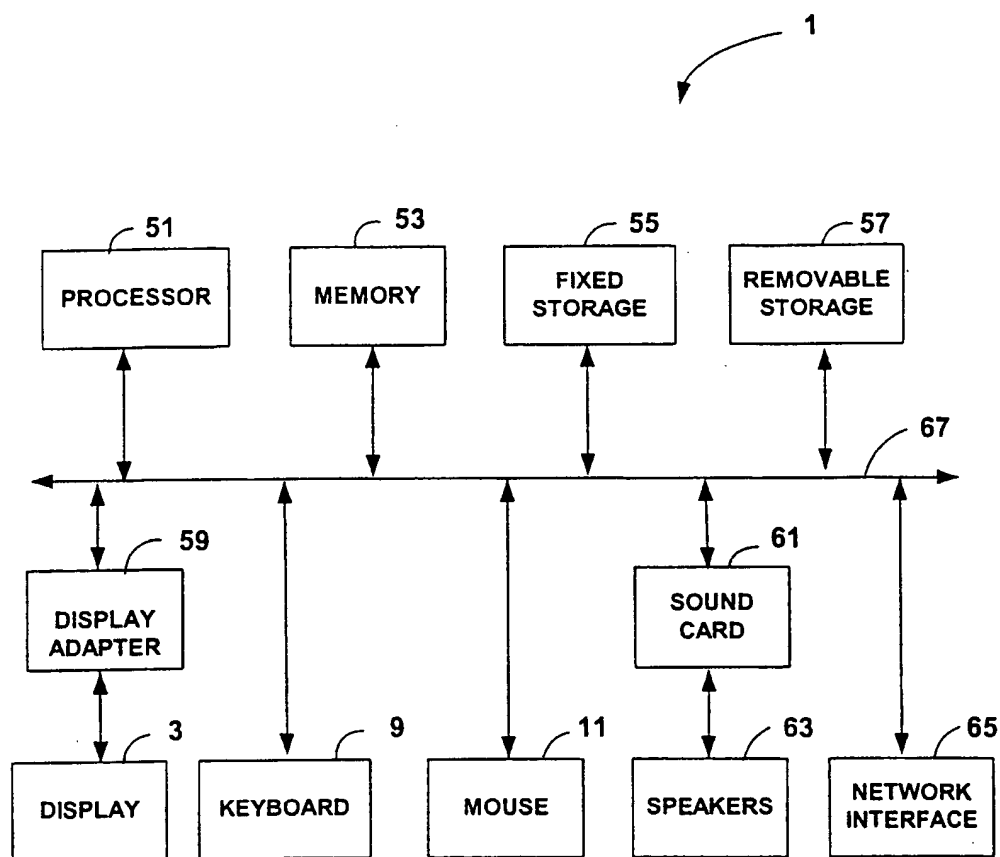 1
51
53
55
57
PROCESSOR
MEMORY
FIXED
STORAGE
REMOVABLE
STORAGE
67
59
61
DISPLAY
ADAPTER
SOUND
CARD
3
9
11
63
65
DISPLAY
KEYBOARD
MOUSE
SPEAKERS
NETWORK
INTERFACE